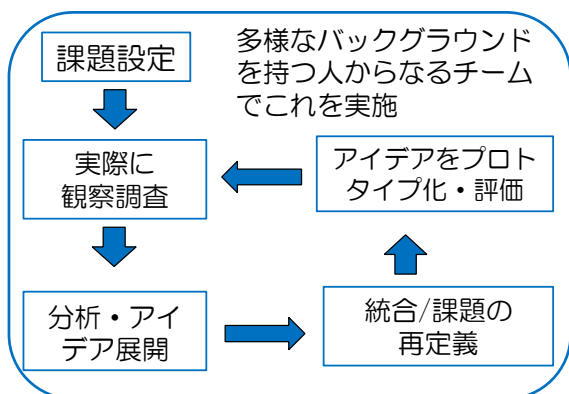 課題設定
多様なバックグラウンド
を持つ人からなるチーム
でこれを実施
実際に
観察調査
アイデアをプロト
タイプ化・評価
分析・アイ
デア展開
統合/課題の
再定義